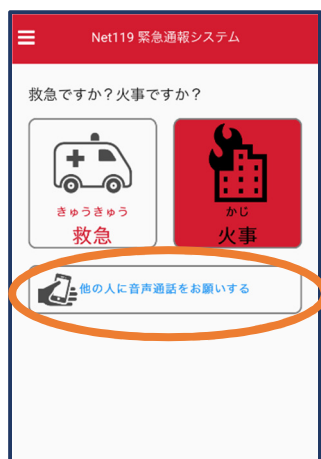 Net119 緊急通報システム
救急ですか？火事ですか？
きゅうきゅう
救急
かじ
火事
他の人に音声通話をお願いする